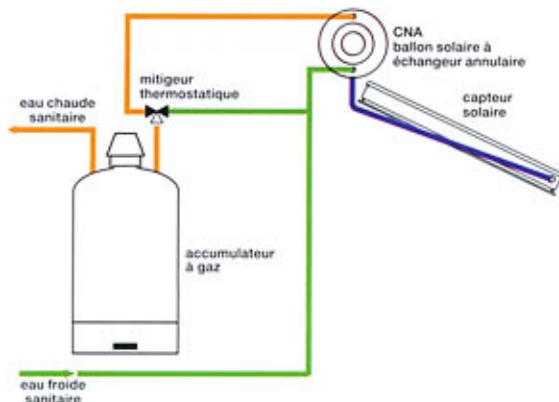 CNA
ballon solaire à
échangeur annulaire
mitigeur
thermostatique
eau chaude
sanitaire
capteur
solaire
accumulateur
à gaz
eau froide
sanitaire